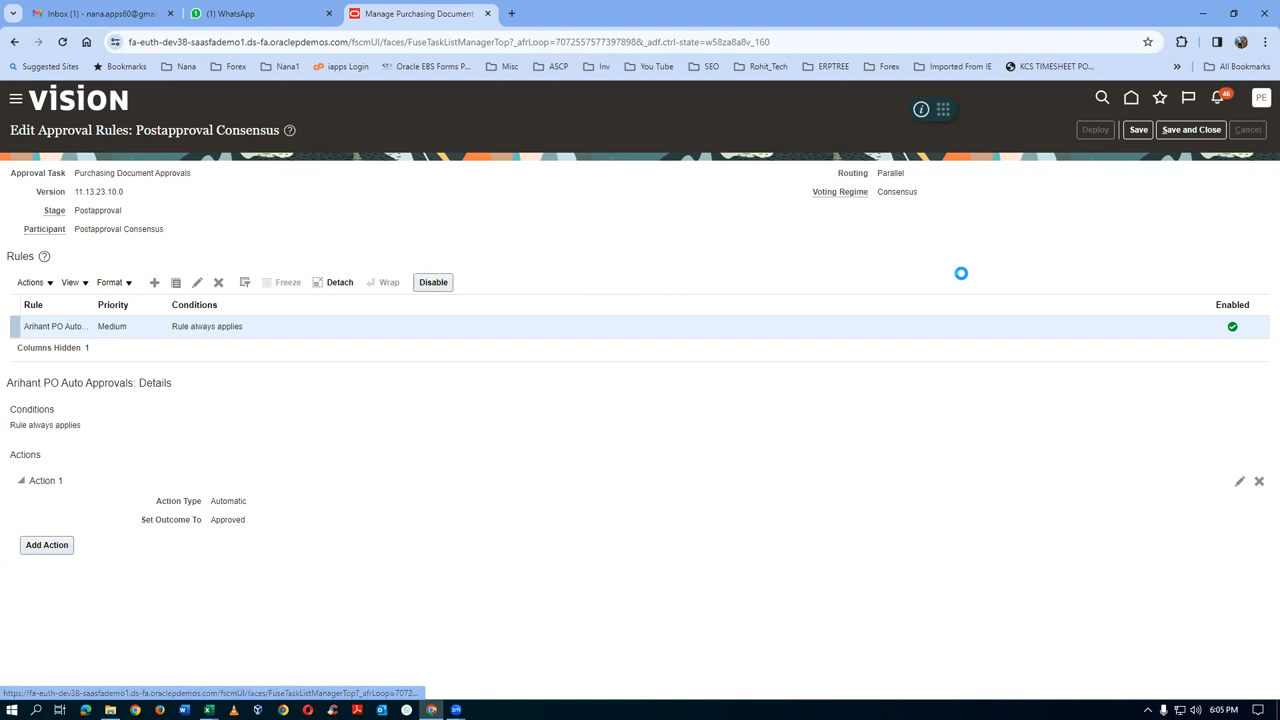 Inbox (1) - nana.apps60@gmai
(1) WhatsApp
Manage Purchasing Document
fa-euth-dev38-saasfademo1.ds-fa.oraclepdemos.com/fscmUI/faces/FuseTaskListManagerTop?_afrLoop=70725575773978988&_adf.ctrl-state=w58za8a8v_160
Suggested Sites
Bookmarks
Nana
Forex
Nana1
iapps Login
Oracle EBS Forms P...
Misc
ASCP
Inv
You Tube
SEO
Rohit_Tech
ERPTREE
Forex
Imported From IE
KCS TIMESHEET PO...
»
All Bookmarks
VISION
46
PE
Edit Approval Rules: Postapproval Consensus
Deploy
Save
Save and Close
Cancel
Approval Task Purchasing Document Approvals
Routing Parallel
Version 11.13.23.10.0
Voting Regime Consensus
Stage Postapproval
Participant Postapproval Consensus
Rules
Actions View Format Freeze Detach Wrap Disable
Rule Priority Conditions Enabled
Arihant PO Auto... Medium Rule always applies
Columns Hidden 1
Arihant PO Auto Approvals: Details
Conditions
Rule always applies
Actions
Action 1
Action Type Automatic
Set Outcome To Approved
Add Action
https://fa-euth-dev38-saasfademo1.ds-fa.oraclepdemos.com/fscmUI/faces/FuseTaskListManagerTop?_afrLoop=7072...
6:05 PM